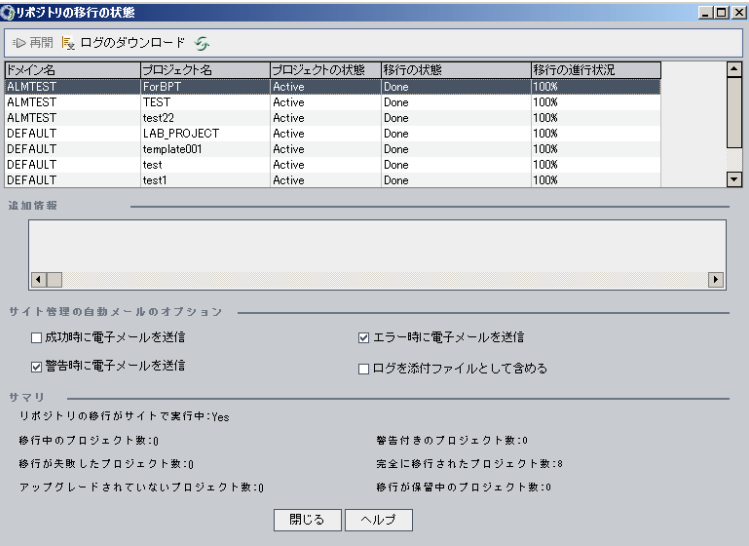 リポジトリの移行の状態
再開 ログのダウンロード
ドメイン名 プロジェクト名 プロジェクトの状態 移行の状態 移行の進行状況
ALMTEST ForBPT Active Done 100%
ALMTEST TEST Active Done 100%
ALMTEST test22 Active Done 100%
DEFAULT LAB_PROJECT Active Done 100%
DEFAULT template001 Active Done 100%
DEFAULT test Active Done 100%
DEFAULT test1 Active Done 100%
追加情報
サイト管理の自動メールのオプション
成功時に電子メールを送信 エラー時に電子メールを送信
警告時に電子メールを送信 ログを添付ファイルとして含める
サマリ
リポジトリの移行がサイトで実行中:Yes
移行中のプロジェクト数:0 警告付きのプロジェクト数:0
移行が失敗したプロジェクト数:0 完全に移行されたプロジェクト数:8
アップグレードされていないプロジェクト数:0 移行が保留中のプロジェクト数:0
閉じる ヘルプ